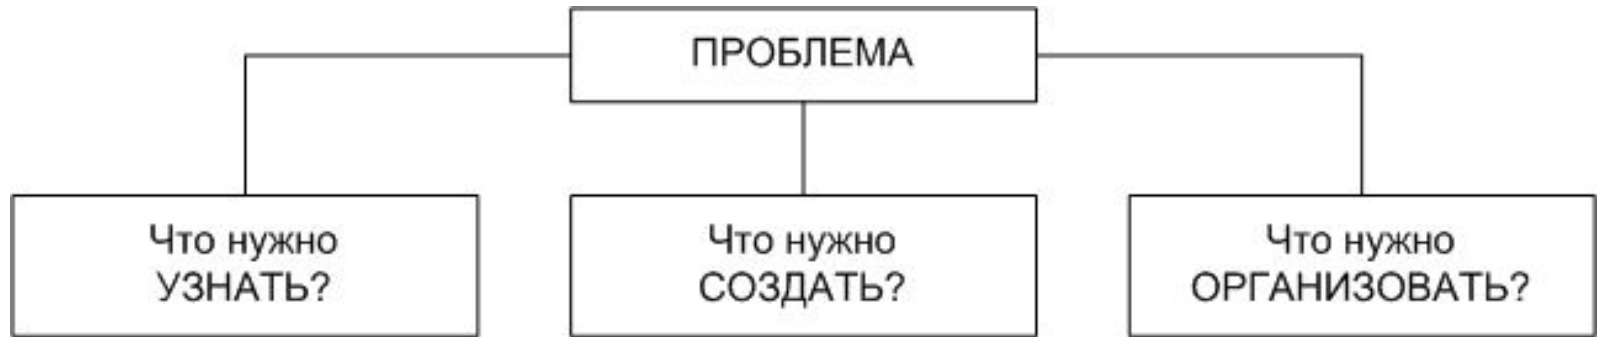 ПРОБЛЕМА
Что нужно
УЗНАТЬ?
Что нужно
СОЗДАТЬ?
Что нужно
ОРГАНИЗОВАТЬ?